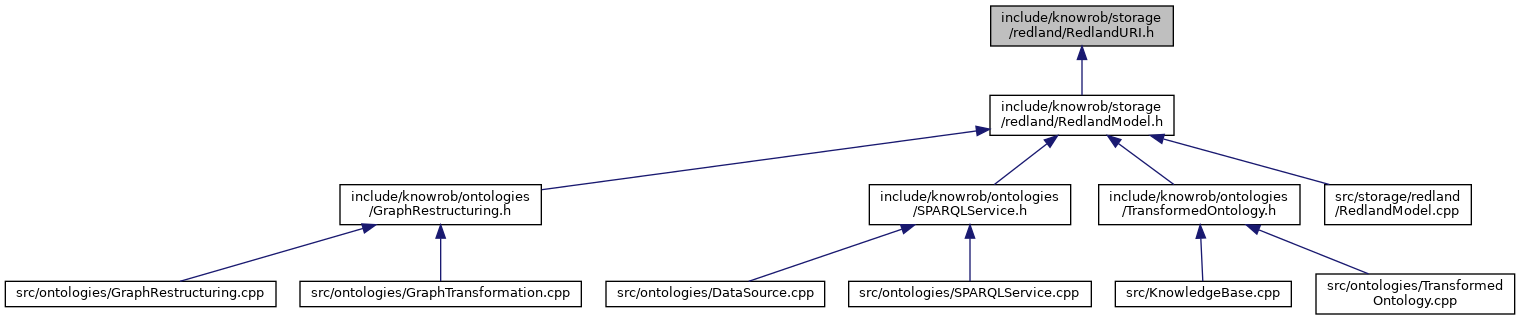 include/knowrob/storage
/redland/RedlandURI.h
include/knowrob/storage
/redland/RedlandModel.h
include/knowrob/ontologies
/GraphRestructuring.h
include/knowrob/ontologies
/SPARQLService.h
include/knowrob/ontologies
/TransformedOntology.h
src/storage/redland
/RedlandModel.cpp
src/ontologies/GraphRestructuring.cpp
src/ontologies/GraphTransformation.cpp
src/ontologies/DataSource.cpp
src/ontologies/SPARQLService.cpp
src/KnowledgeBase.cpp
src/ontologies/Transformed
Ontology.cpp